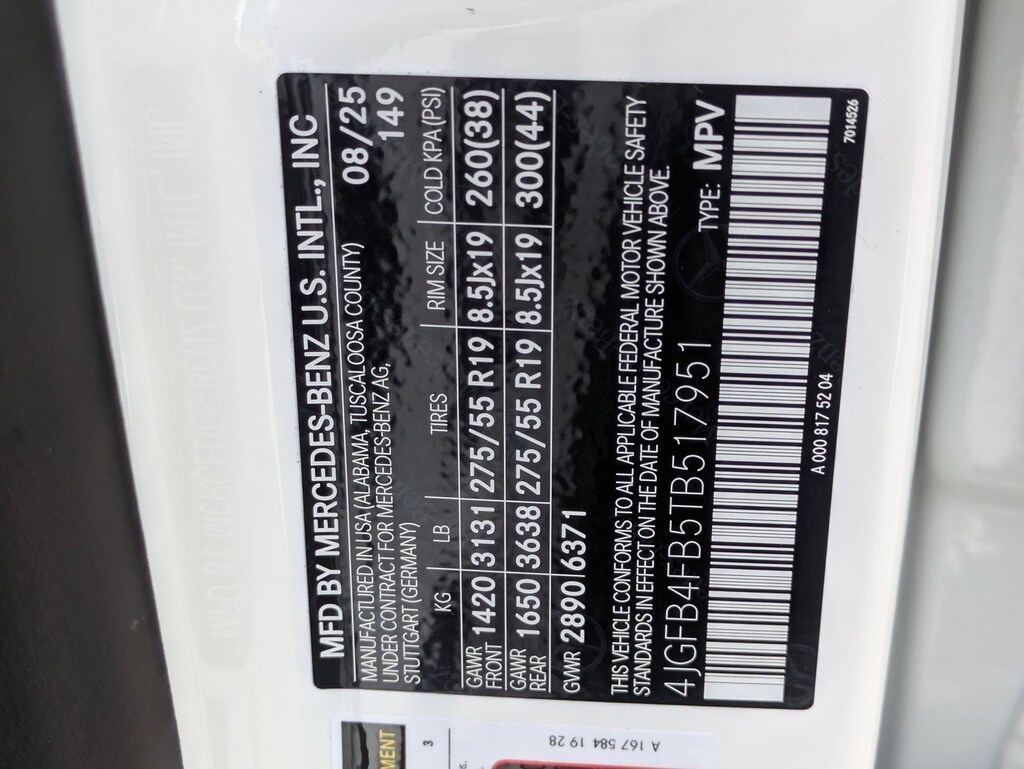 MFD BY MERCEDES-BENZ U.S. INTL., INC
MANUFACTURED IN USA (ALABAMA, TUSCALOOSA COUNTY) 08/25
UNDER CONTRACT FOR MERCEDES-BENZ AG, 149
STUTTGART (GERMANY)
KG LB TIRES RIM SIZE COLD KPA (PSI)
GAWR FRONT 1420 3131 275/55 R19 8.5Jx19 260(38)
GAWR REAR 1650 3638 275/55 R19 8.5Jx19 300(44)
GVWR 2890 6371
THIS VEHICLE CONFORMS TO ALL APPLICABLE FEDERAL MOTOR VEHICLE SAFETY
STANDARDS IN EFFECT ON THE DATE OF MANUFACTURE SHOWN ABOVE.
4JGFB4FB5TB517951 TYPE: MPV
A 000 817 52 04 7014526
MENT
3
A 167 584 19 28